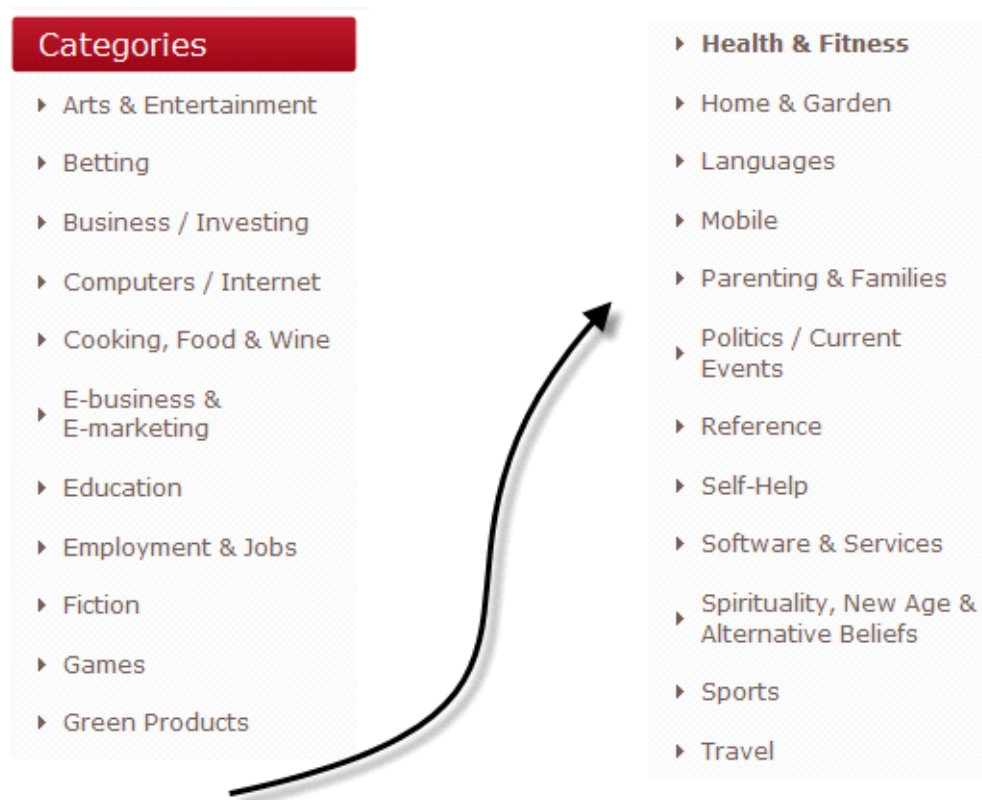 Categories
Arts & Entertainment
Betting
Business / Investing
Computers / Internet
Cooking, Food & Wine
E-business &
E-marketing
Education
Employment & Jobs
Fiction
Games
Green Products
Health & Fitness
Home & Garden
Languages
Mobile
Parenting & Families
Politics / Current
Events
Reference
Self-Help
Software & Services
Spirituality, New Age &
Alternative Beliefs
Sports
Travel